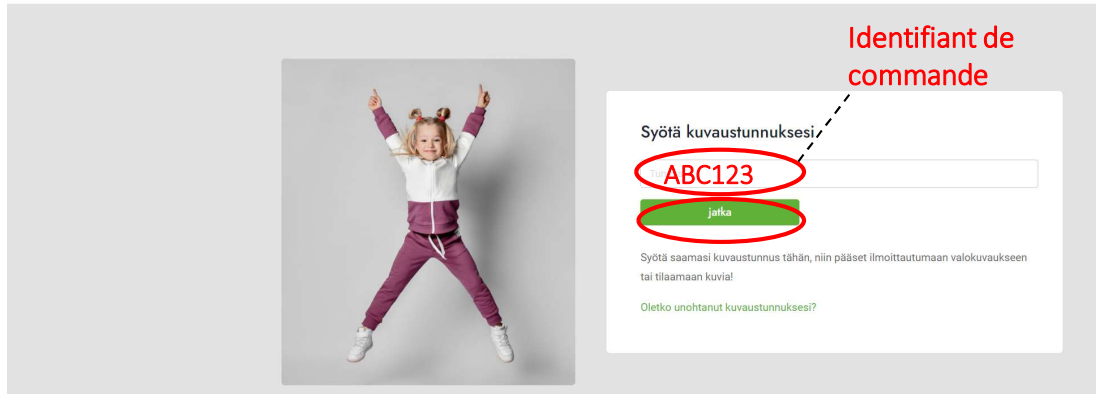 Identifiant de
commande
Syötä kuvaustunnuksesi
ABC123
jatka
Syötä saamasi kuvaustunnus tähän, niin pääset ilmoittautumaan valokuvaukseen
tai tilaamaan kuvia!
Oletko unohtanut kuvaustunnuksesi?